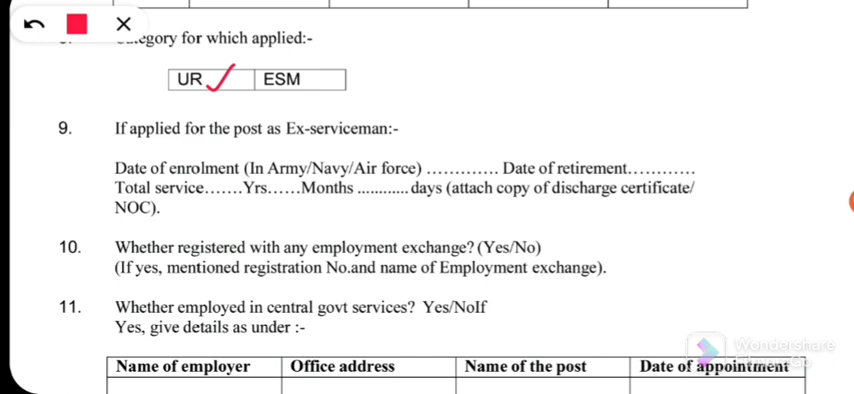 ategory for which applied:-
UR ESM
9. If applied for the post as Ex-serviceman:-
Date of enrolment (In Army/Navy/Air force) ............. Date of retirement............
Total service.......Yrs......Months ............ days (attach copy of discharge certificate/
NOC).
10. Whether registered with any employment exchange? (Yes/No)
(If yes, mentioned registration No.and name of Employment exchange).
11. Whether employed in central govt services? Yes/NoIf
Yes, give details as under :-
Wondershare
Name of employer Office address Name of the post Date of appointment